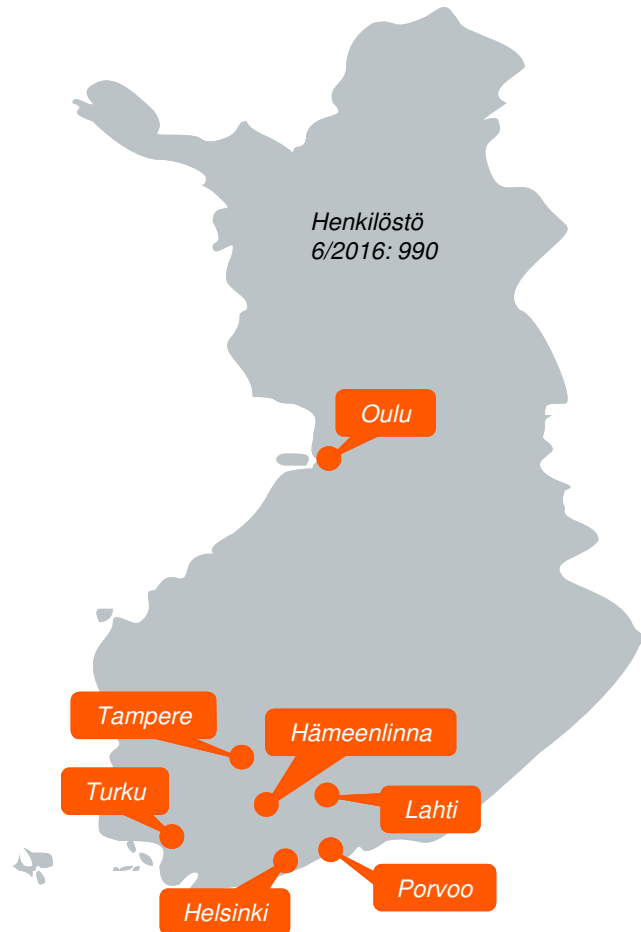 Henkilöstö
6/2016: 990
Oulu
Tampere
Hämeenlinna
Turku
Lahti
Porvoo
Helsinki